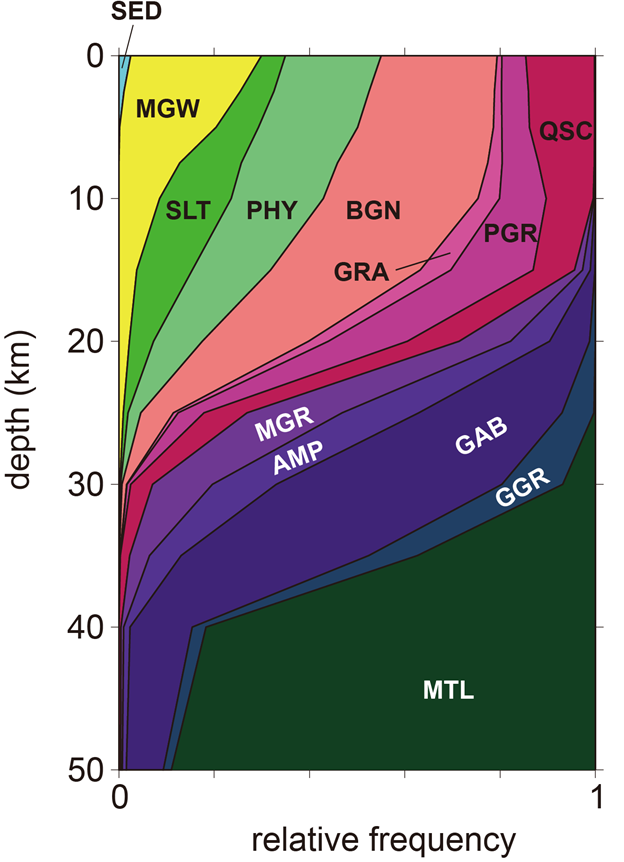 SED
0
MGW
QSC
10
SLT
PHY
BGN
PGR
GRA
20
MGR
GAB
AMP
GGR
30
40
MTL
50
0
1
depth (km)
relative frequency